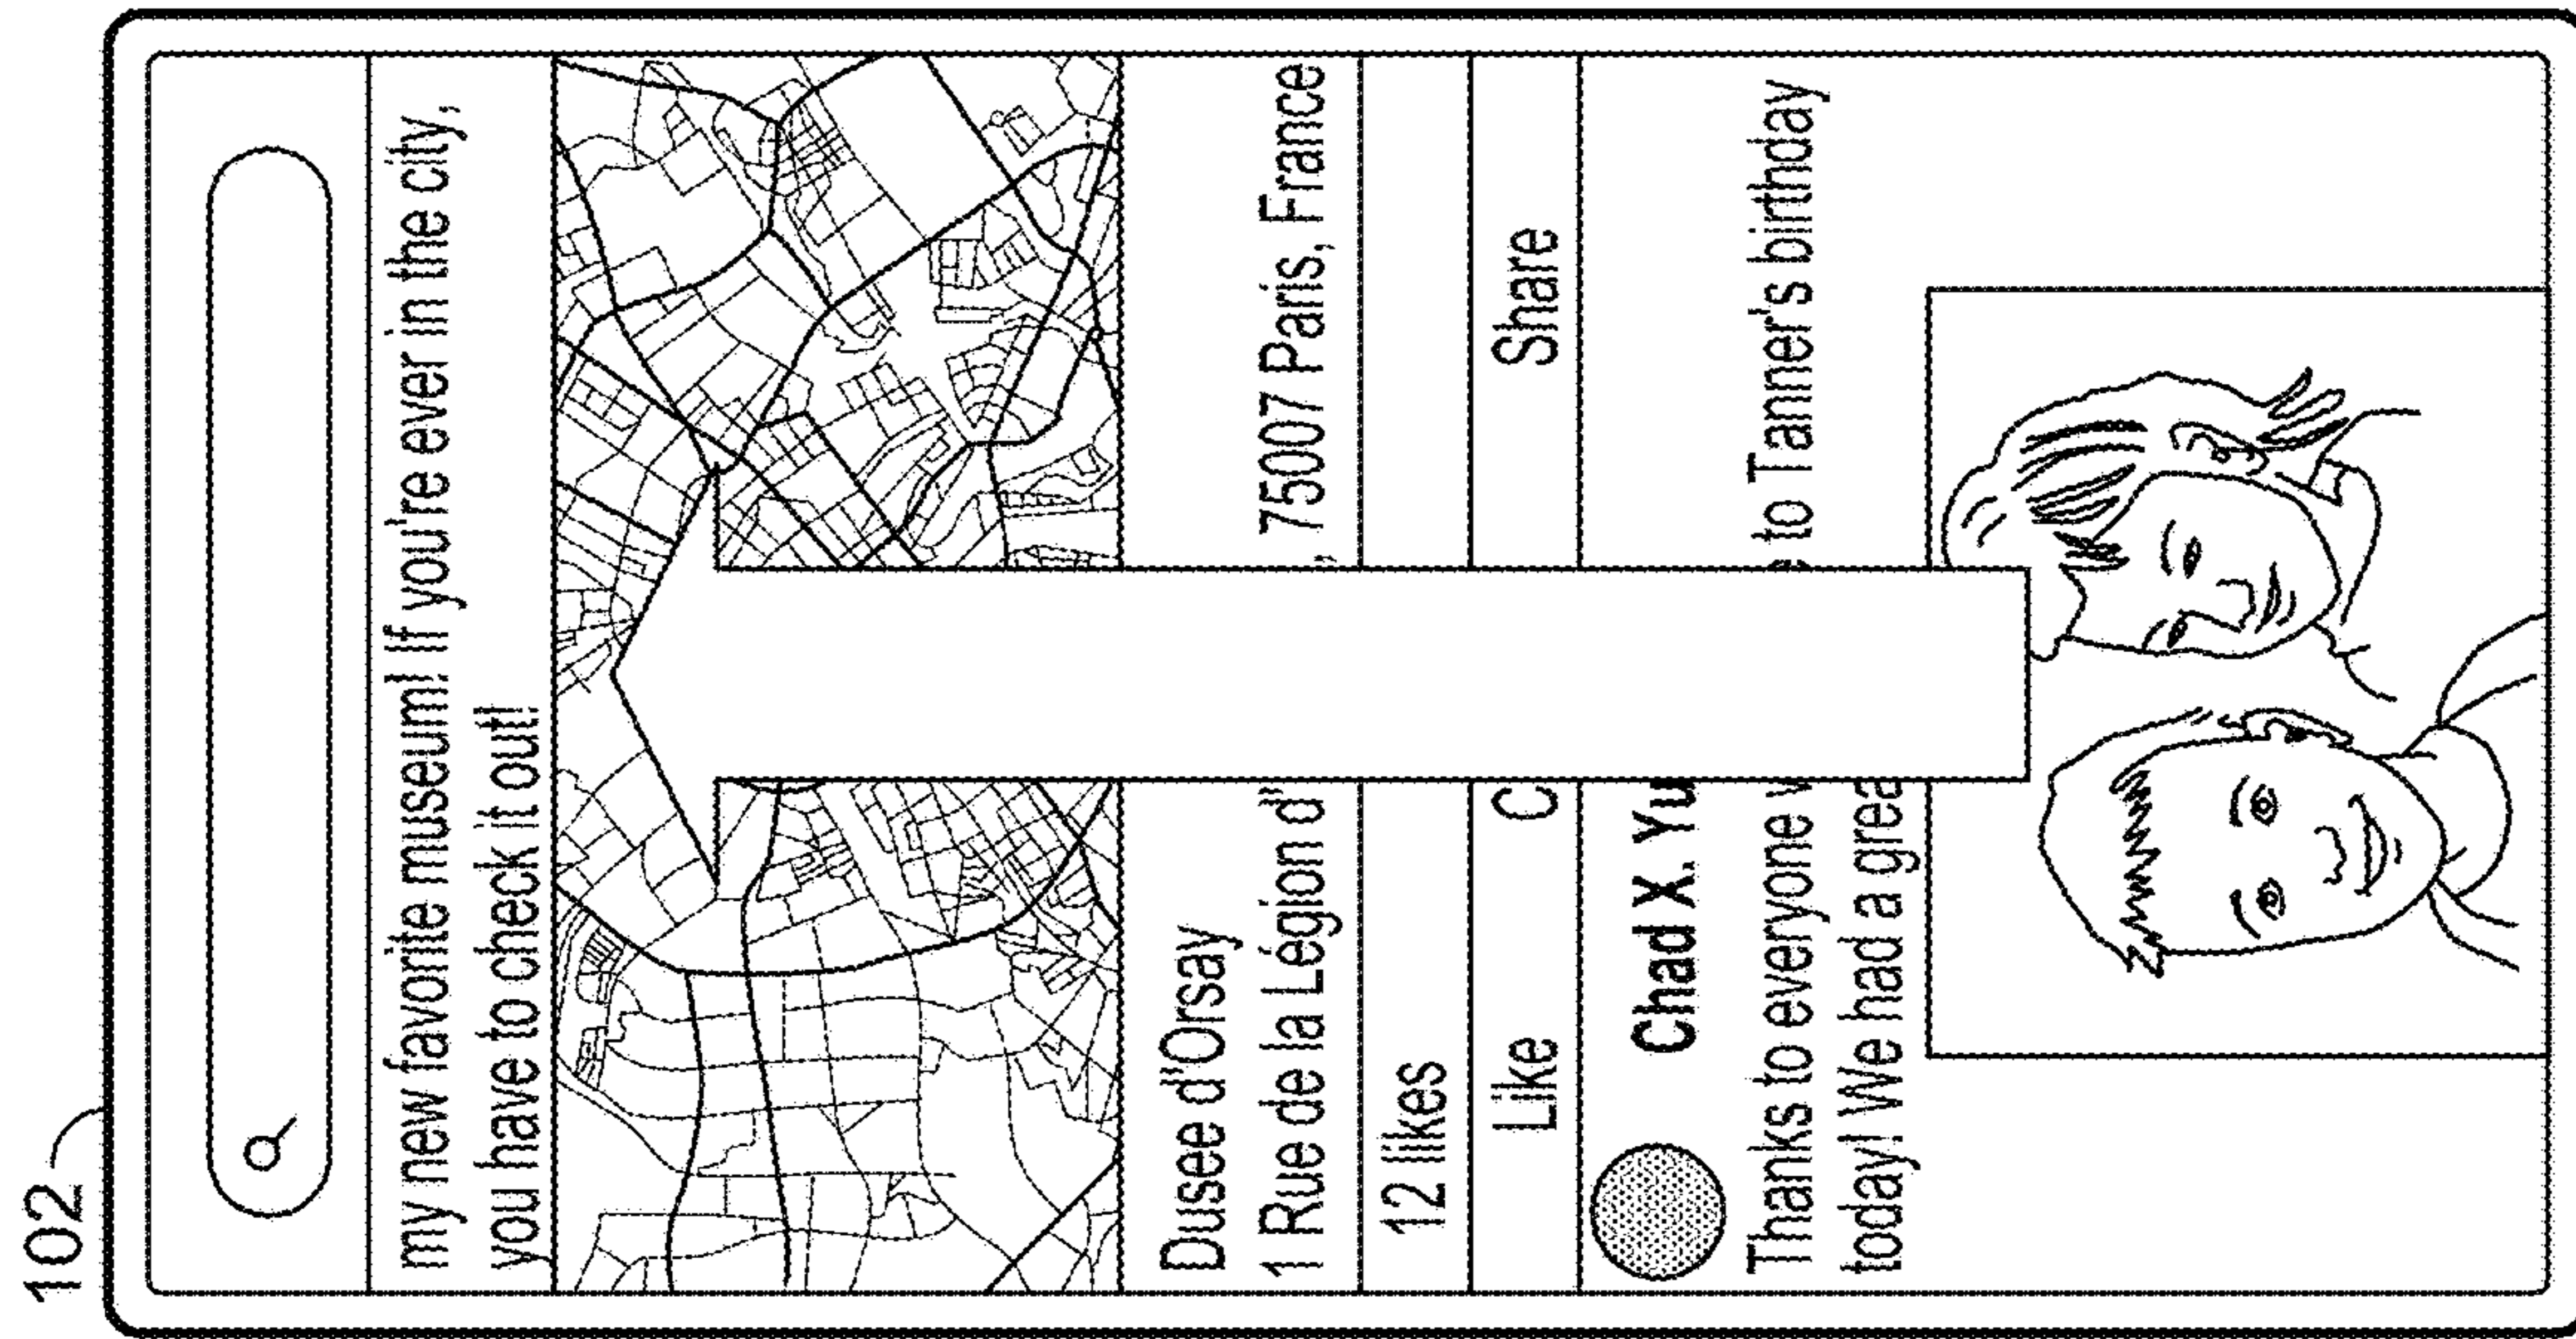 102
my new favorite museum! If you're ever in the city,
you have to check it out!
Dusee d'Orsay
1 Rue de la Légion d' , 75007 Paris, France
12 likes
Like C Share
Chad X. Yu
Thanks to everyone to Tanner's birthday
today! We had a grea